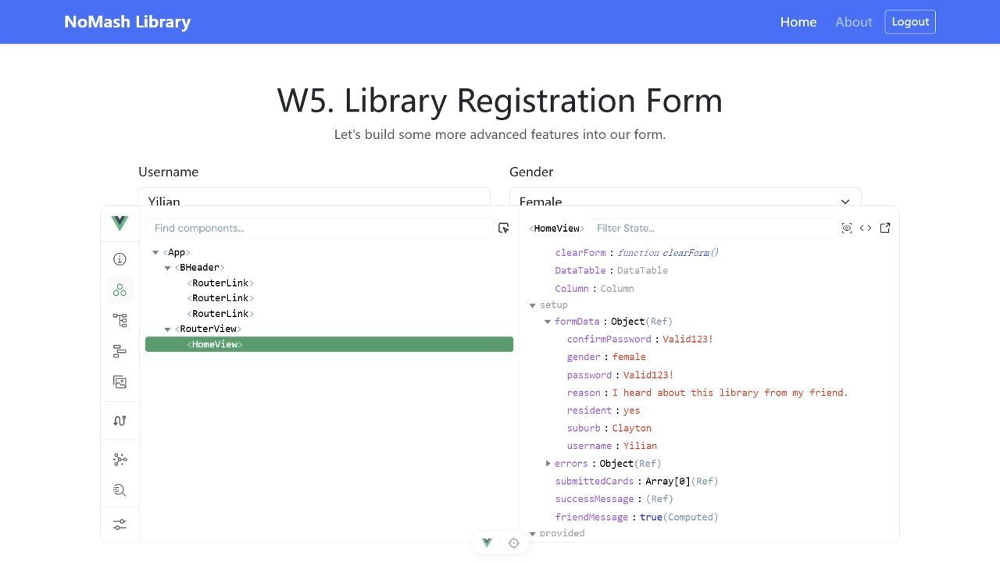 NoMash Library
Home
About
Logout
W5. Library Registration Form
Let's build some more advanced features into our form.
Username
Gender
Yilian
Female
Find components...
<HomeView>
Filter State...
<App>
<BHeader>
<RouterLink>
<RouterLink>
<RouterLink>
<RouterView>
<HomeView>
clearForm : function clearForm()
DataTable : DataTable
Column : Column
setup
formData : Object(Ref)
confirmPassword : Valid123!
gender : female
password : Valid123!
reason : I heard about this library from my friend.
resident : yes
suburb : Clayton
username : Yilian
errors : Object(Ref)
submittedCards : Array[0](Ref)
successMessage : (Ref)
friendMessage : true(Computed)
provided